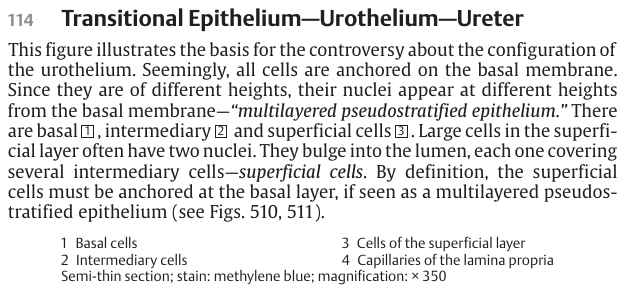 114 Transitional Epithelium—Urothelium—Ureter
This figure illustrates the basis for the controversy about the configuration of
the urothelium. Seemingly, all cells are anchored on the basal membrane.
Since they are of different heights, their nuclei appear at different heights
from the basal membrane—“multilayered pseudostratified epithelium.” There
are basal 1, intermediary 2 and superficial cells 3. Large cells in the superfi-
cial layer often have two nuclei. They bulge into the lumen, each one covering
several intermediary cells—superficial cells. By definition, the superficial
cells must be anchored at the basal layer, if seen as a multilayered pseudos-
tratified epithelium (see Figs. 510, 511).
1 Basal cells
2 Intermediary cells
3 Cells of the superficial layer
4 Capillaries of the lamina propria
Semi-thin section; stain: methylene blue; magnification: × 350